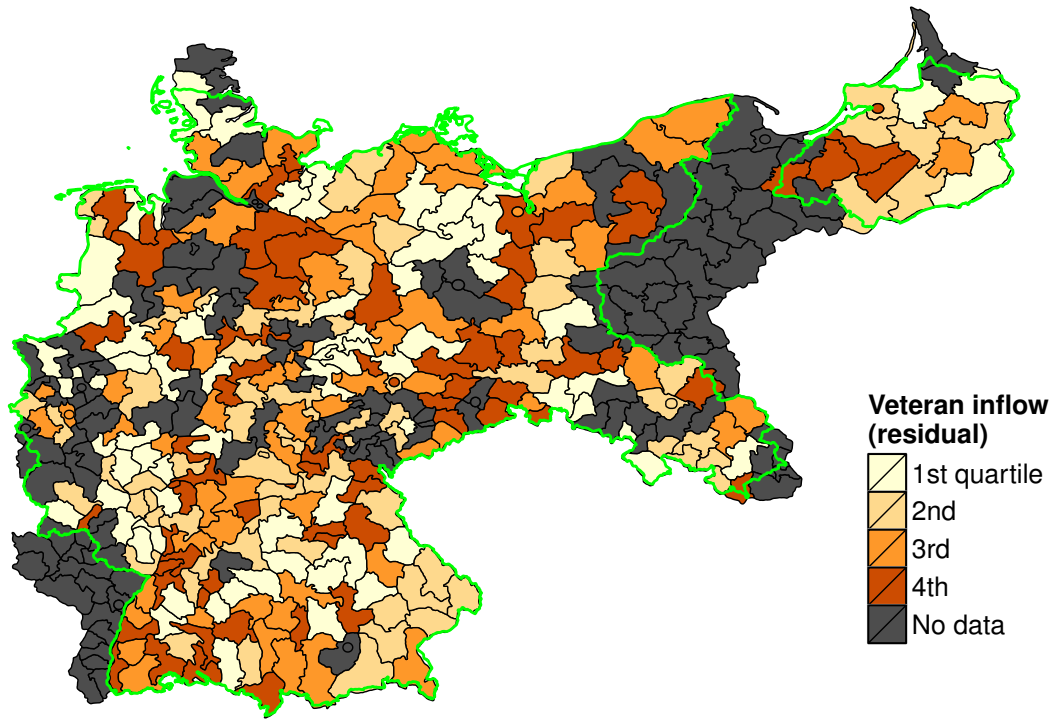 Veteran inflow
(residual)
1st quartile
2nd
3rd
4th
No data